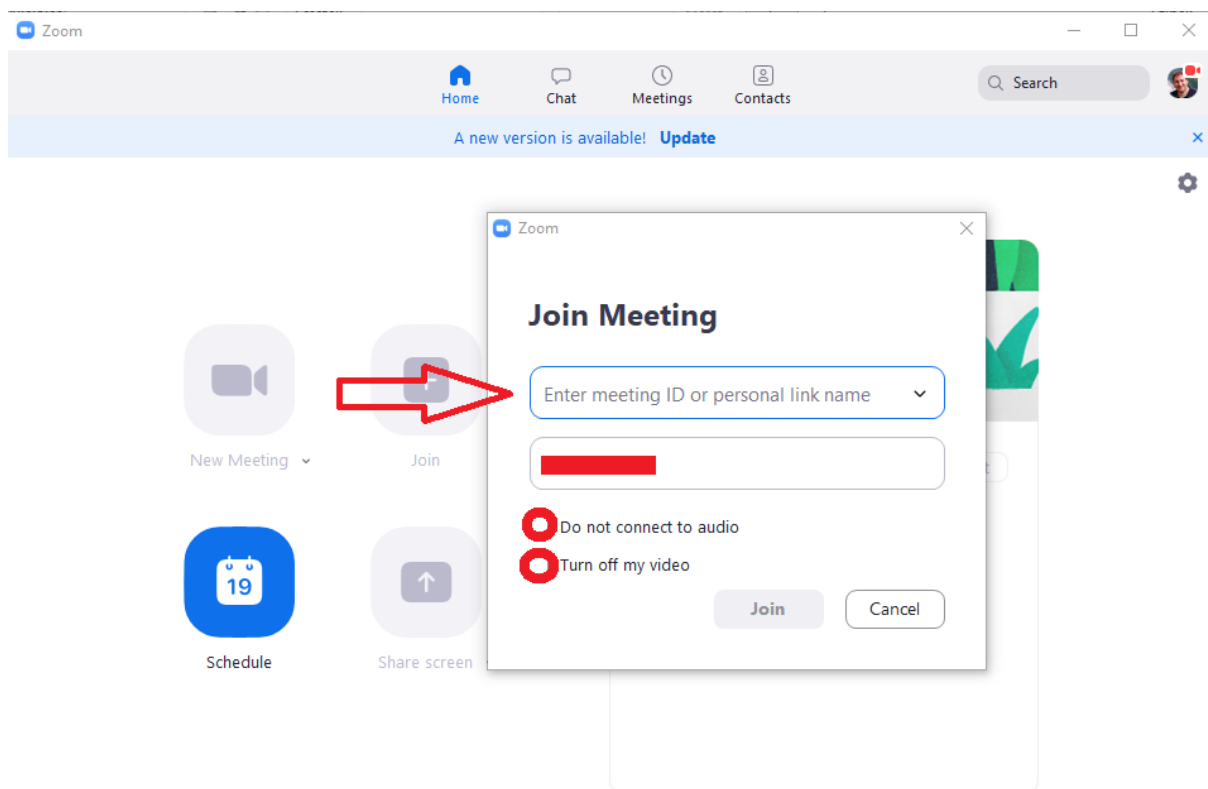 Zoom
Home
Chat
Meetings
Contacts
Search
A new version is available! Update
Zoom
Join Meeting
Enter meeting ID or personal link name
Do not connect to audio
Turn off my video
Join
Cancel
New Meeting
Join
19
Schedule
Share screen